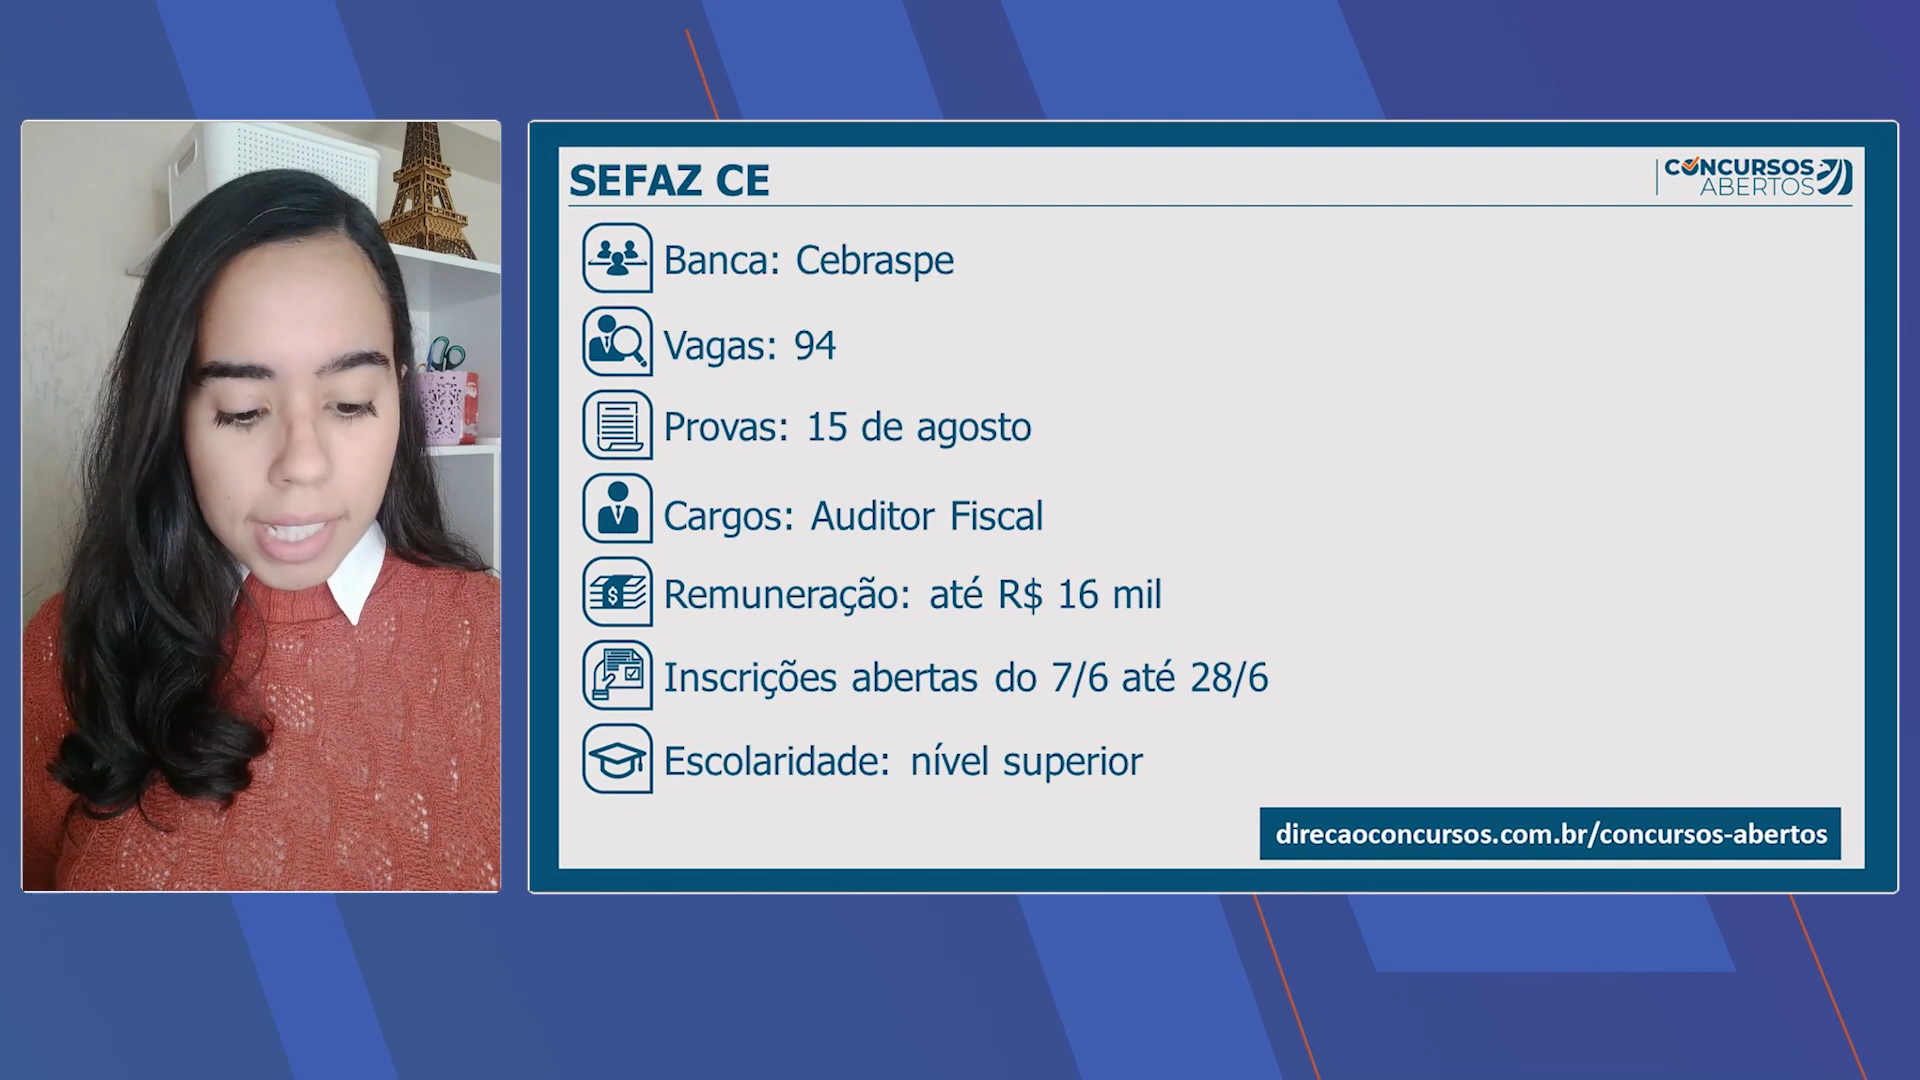 SEFAZ CE
CONCURSOS
ABERTOS
Banca: Cebraspe
Vagas: 94
Provas: 15 de agosto
Cargos: Auditor Fiscal
Remuneração: até R$ 16 mil
Inscrições abertas do 7/6 até 28/6
Escolaridade: nível superior
direcaoconcursos.com.br/concursos-abertos